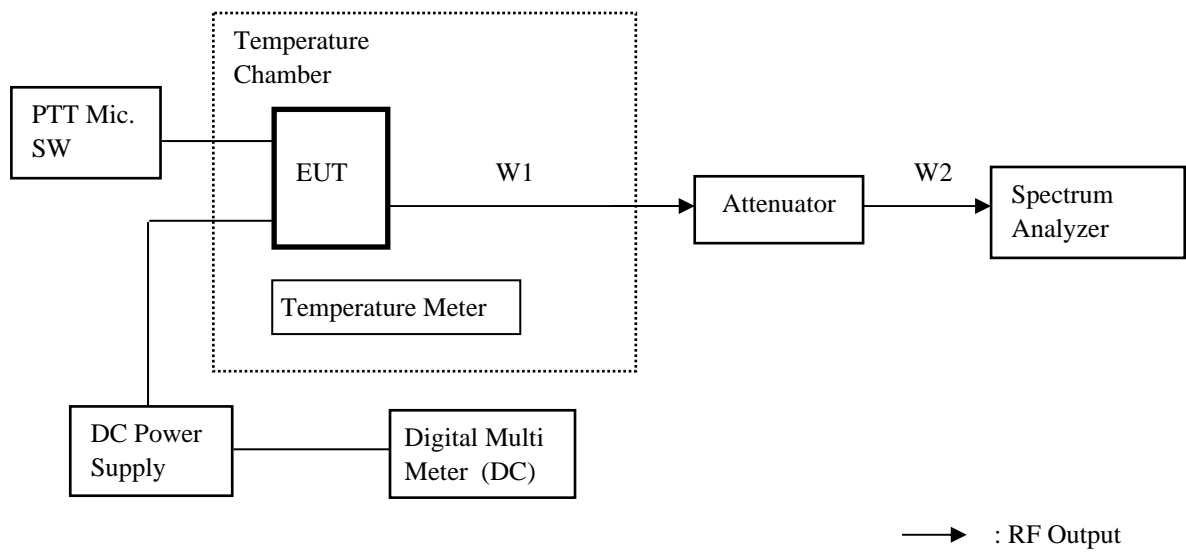 Temperature
Chamber
PTT Mic.
SW
EUT
W1
Attenuator
W2
Spectrum
Analyzer
Temperature Meter
DC Power
Supply
Digital Multi
Meter (DC)
: RF Output